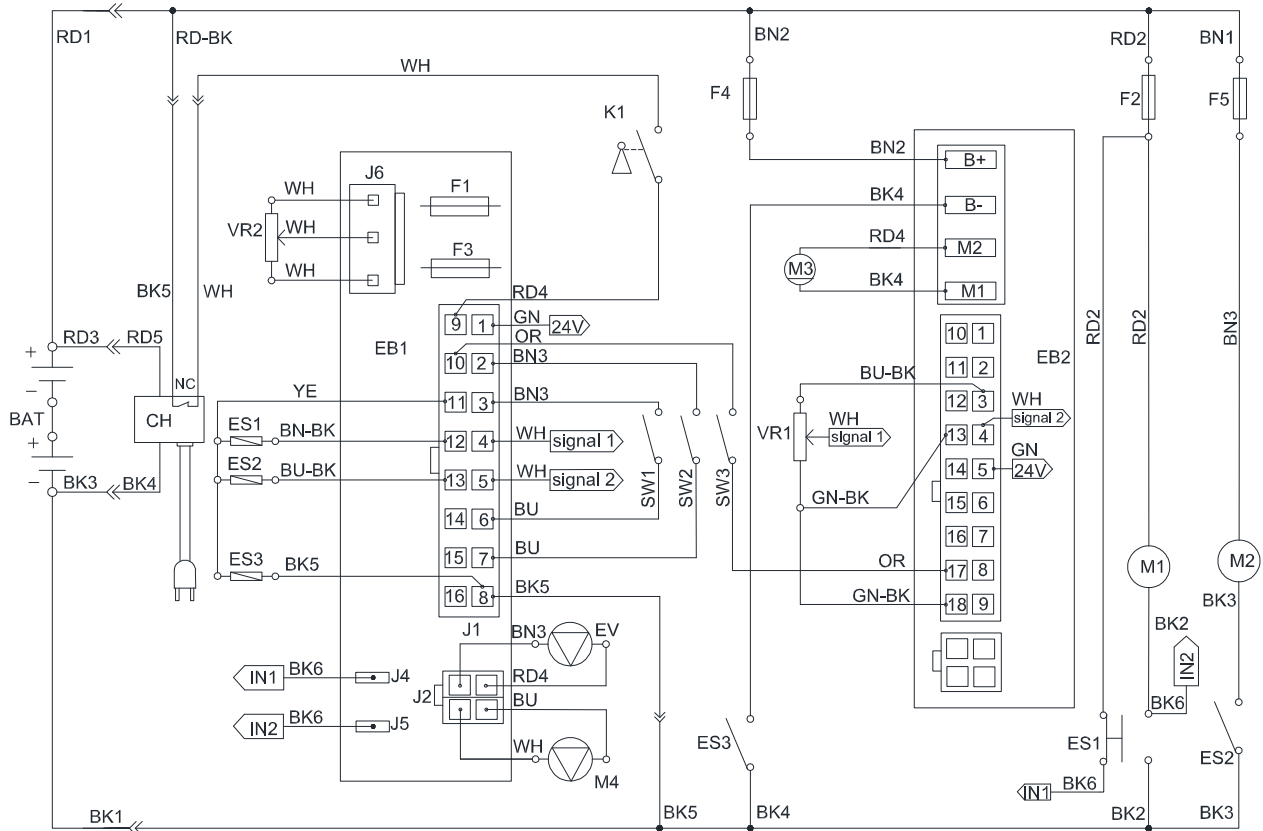 RD1
RD-BK
WH
BN2
RD2
BN1
F4
F2
F5
K1
J6
WH
F1
VR2
WH
F3
WH
BK5
WH
RD4
BN2
B+
BK4
B-
RD4
M2
M3
BK4
M1
RD2
RD2
BN3
RD3
RD5
+
-
BAT
+
-
BK3
BK4
NC
CH
EB1
9 1
GN
24V
OR
10 2
BN3
YE
11 3
BN3
ES1
BN-BK
12 4
WH
signal 1
ES2
BU-BK
13 5
WH
signal 2
14 6
BU
15 7
BU
ES3
BK5
16 8
BK5
J1
SW1
SW2
SW3
EB2
10 1
11 2
BU-BK
12 3
WH
signal 2
VR1
WH
signal 1
13 4
GN
24V
14 5
GN-BK
15 6
16 7
OR
17 8
GN-BK
18 9
M1
M2
BK2
BK3
IN2
BK6
BN3
EV
RD4
IN1
BK6
J4
J2
BU
IN2
BK6
J5
WH
M4
ES3
ES1
ES2
IN1
BK6
BK1
BK5
BK4
BK2
BK3